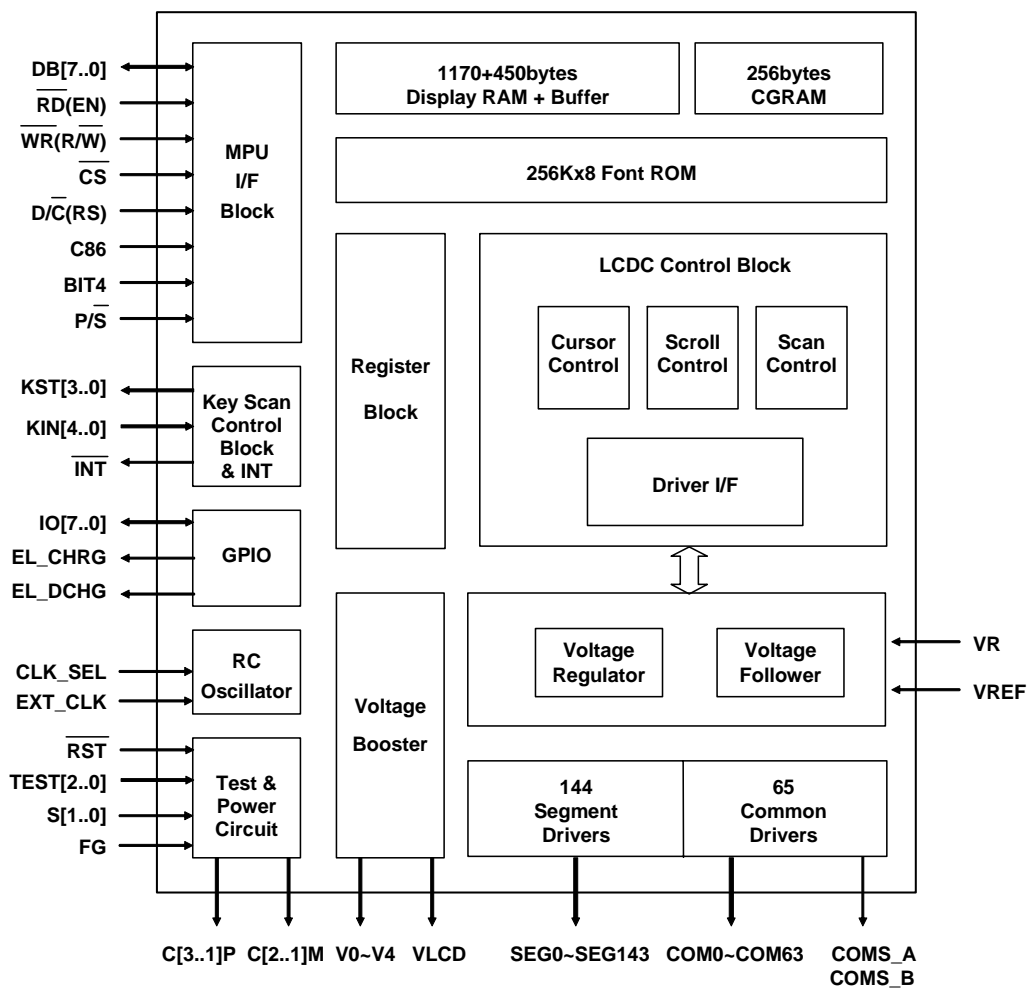 DB[7..0]
RD(EN)
WR(R/W)
CS
D/C(RS)
C86
BIT4
P/S
MPU
I/F
Block
1170+450bytes
Display RAM + Buffer
256bytes
CGRAM
256Kx8 Font ROM
Register
Block
LCDC Control Block
Cursor
Control
Scroll
Control
Scan
Control
Driver I/F
KST[3..0]
KIN[4..0]
INT
Key Scan
Control
Block
& INT
IO[7..0]
EL_CHRG
EL_DCHG
GPIO
CLK_SEL
EXT_CLK
RC
Oscillator
Voltage
Booster
Voltage
Regulator
Voltage
Follower
VR
VREF
RST
TEST[2..0]
S[1..0]
FG
Test &
Power
Circuit
144
Segment
Drivers
65
Common
Drivers
C[3..1]P
C[2..1]M
V0~V4
VLCD
SEG0~SEG143
COM0~COM63
COMS_A
COMS_B